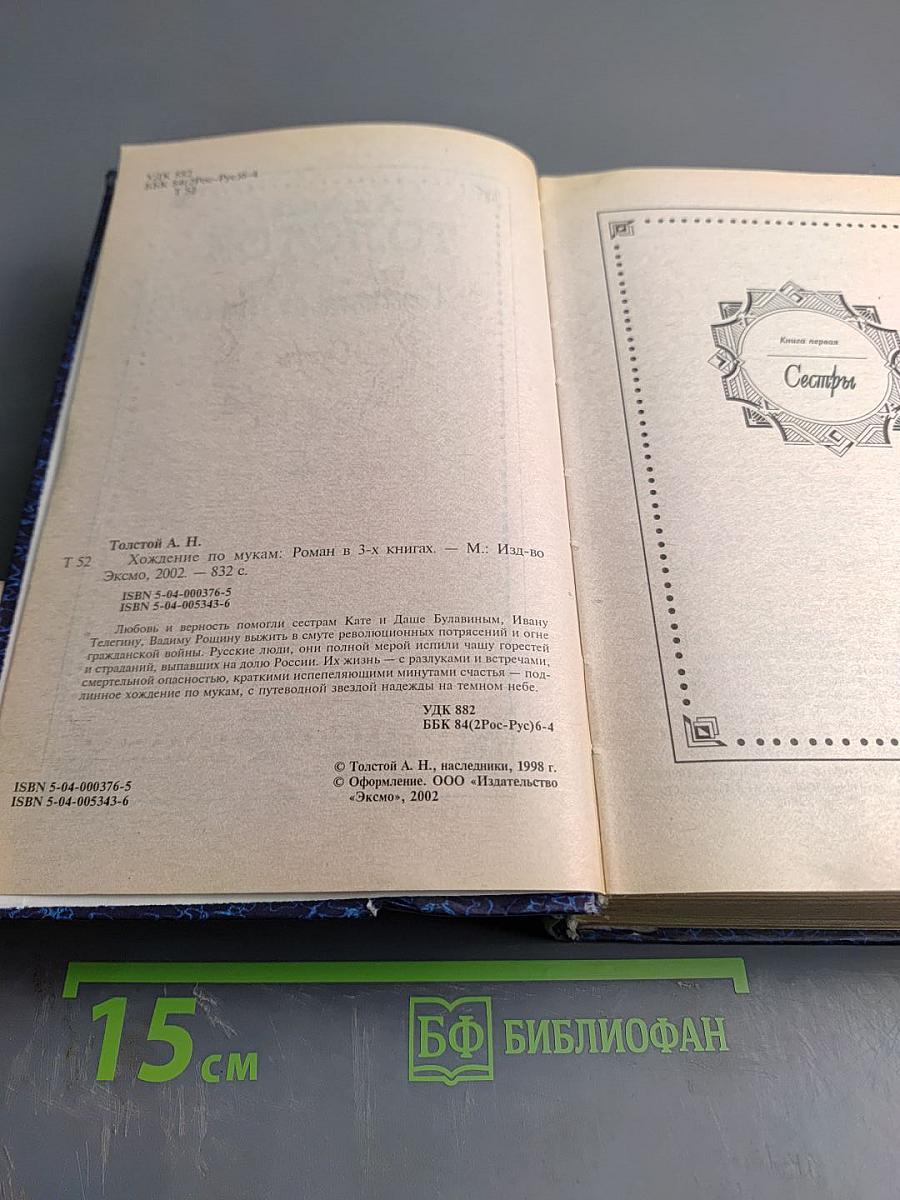 УДК 882
ББК 84(2Рос-Рус)6-4
Т 52
Толстой А. Н.
Т 52 Хождение по мукам: Роман в 3-х книгах. — М.: Изд-во
Эксмо, 2002. — 832 с.
ISBN 5-04-000376-5
ISBN 5-04-005343-6
Любовь и верность помогли сестрам Кате и Даше Булавиным, Ивану
Телегину, Вадиму Рощину выжить в смуте революционных потрясений и огне
гражданской войны. Русские люди, они полной мерой испили чашу горестей
и страданий, выпавших на долю России. Их жизнь — с разлуками и встречами,
смертельной опасностью, краткими испепеляющими минутами счастья — под-
линное хождение по мукам, с путеводной звездой надежды на темном небе.
УДК 882
ББК 84(2Рос-Рус)6-4
© Толстой А. Н., наследники, 1998 г.
© Оформление. ООО «Издательство
«Эксмо», 2002
ISBN 5-04-000376-5
ISBN 5-04-005343-6
Книга первая
Сестры
15 см
БФ БИБЛИОФАН